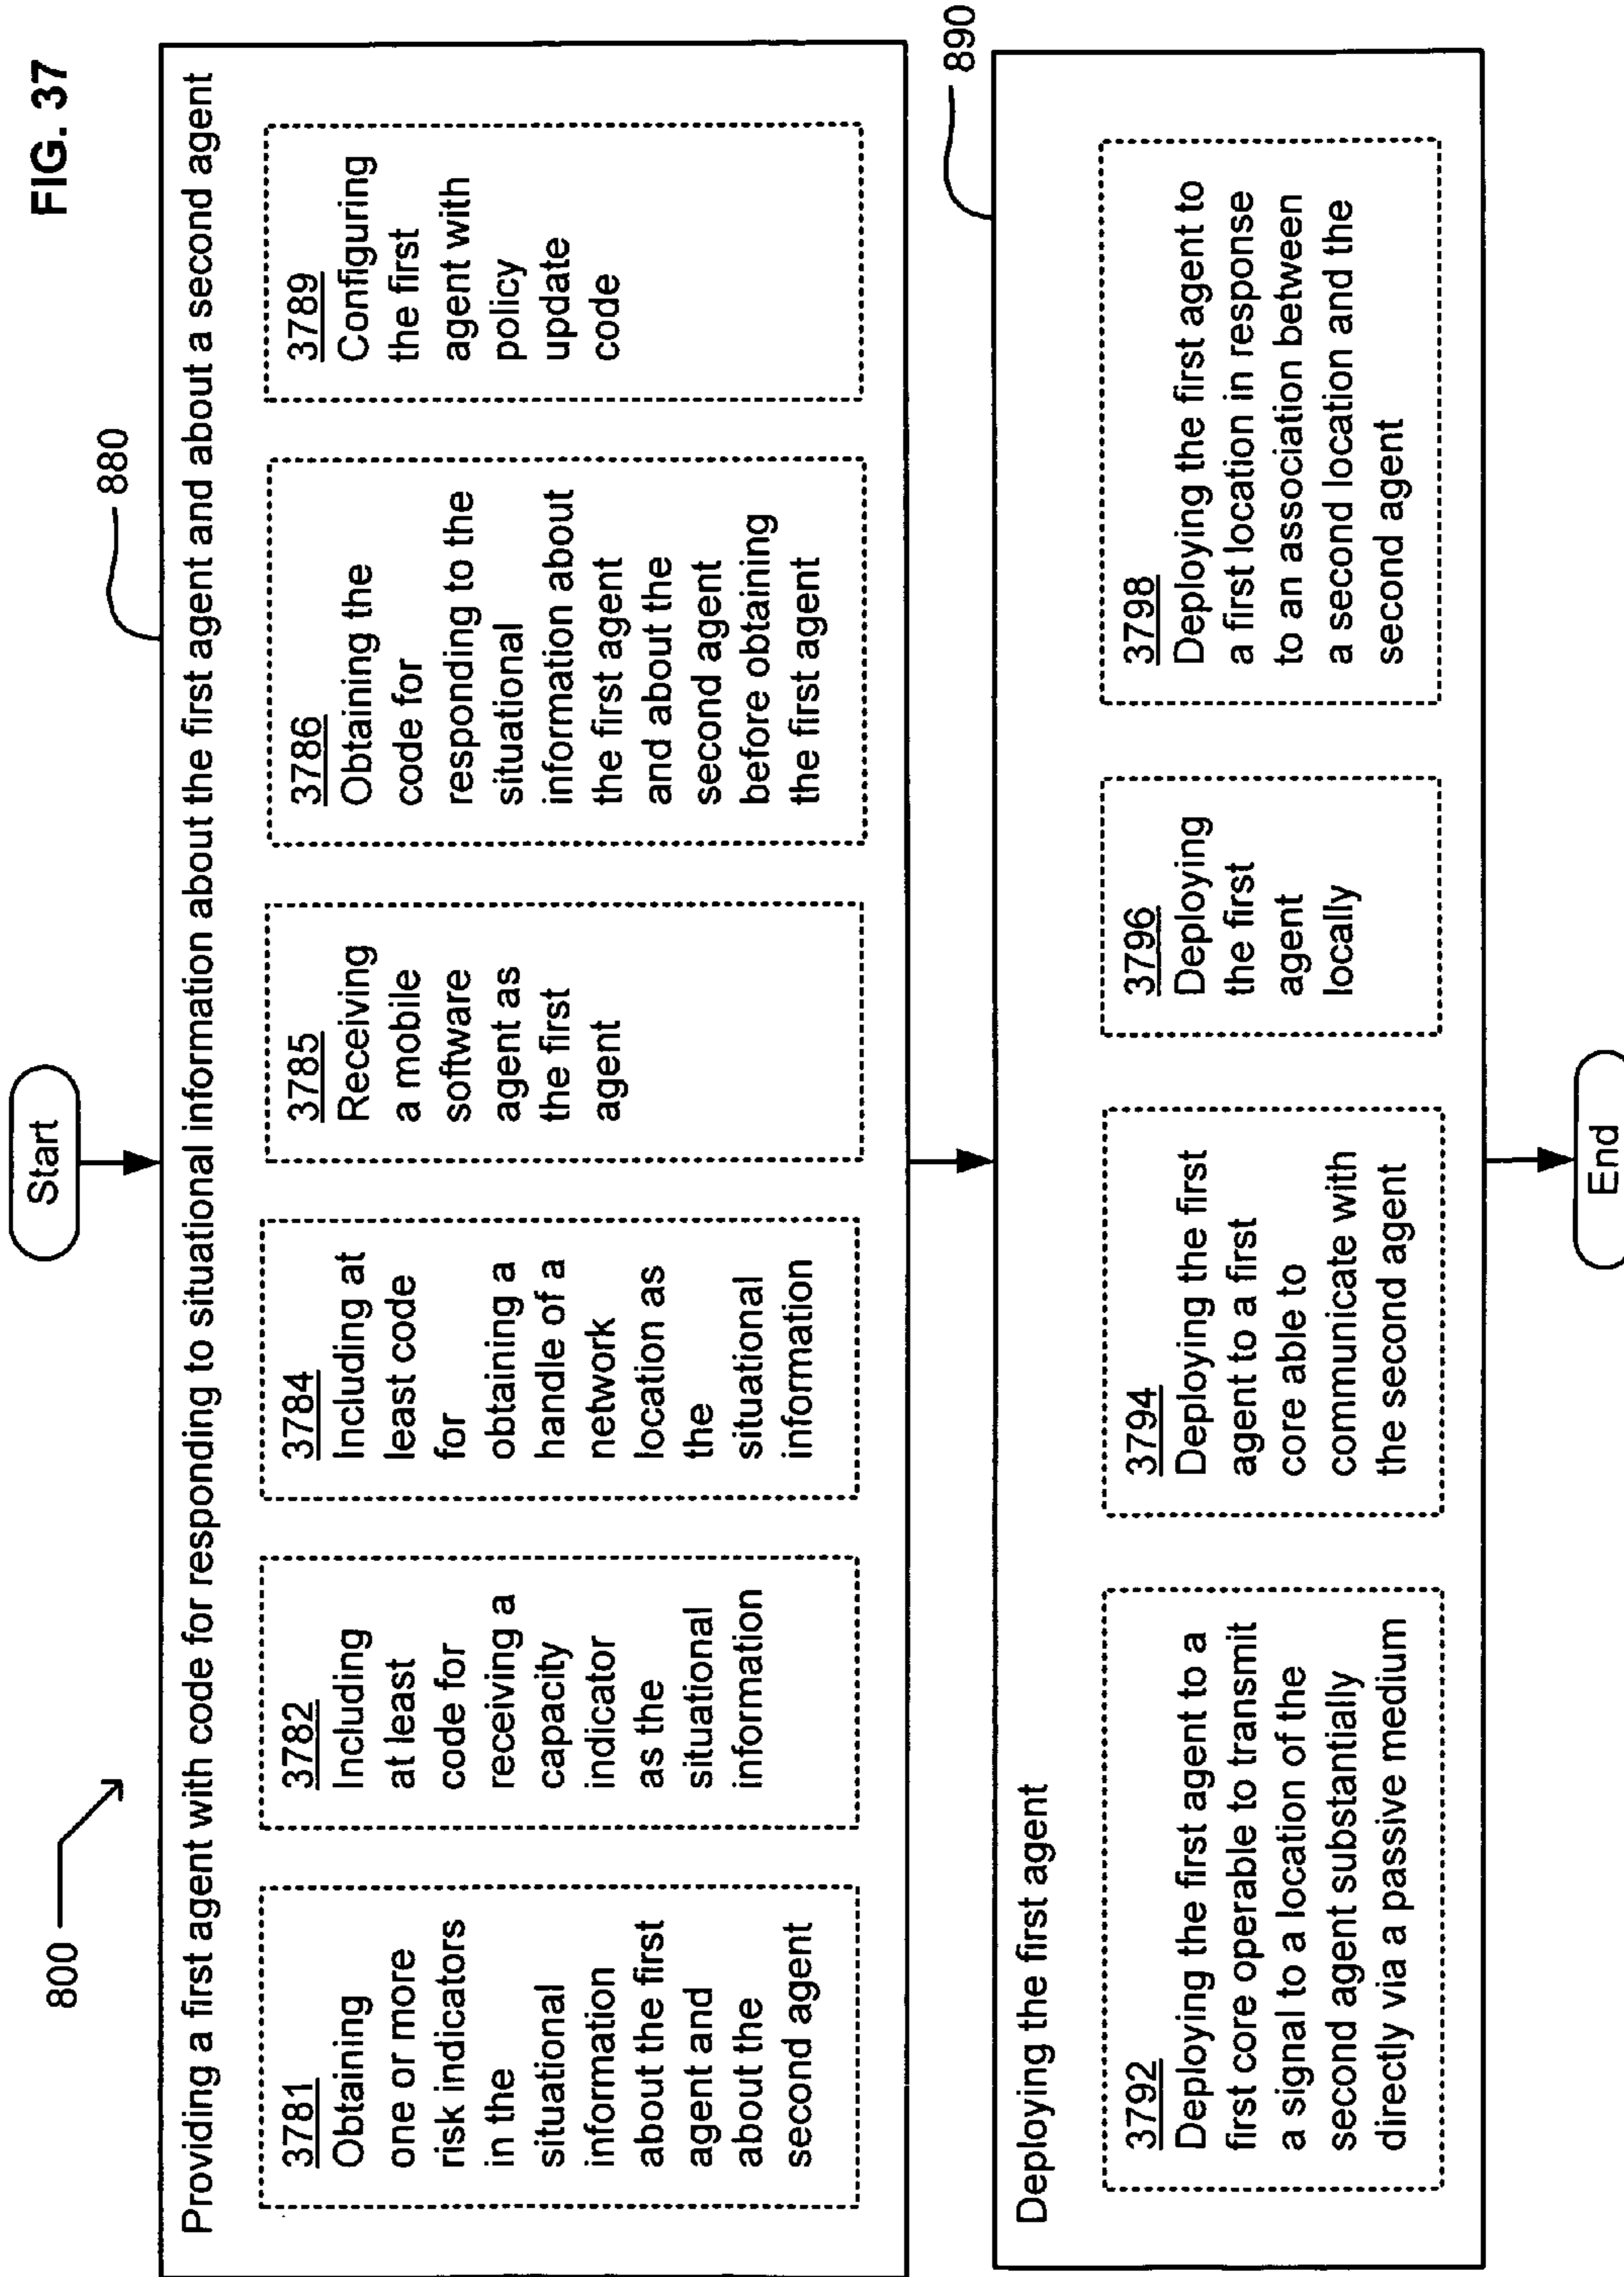 FIG. 37
800
Start
880
Providing a first agent with code for responding to situational information about the first agent and about a second agent
3781
Obtaining
one or more
risk indicators
in the
situational
information
about the first
agent and
about the
second agent
3782
Including
at least
code for
receiving a
capacity
indicator
as the
situational
information
3784
Including at
least code
for
obtaining a
handle of a
network
location as
the
situational
information
3785
Receiving
a mobile
software
agent as
the first
agent
3786
Obtaining the
code for
responding to the
situational
information about
the first agent
and about the
second agent
before obtaining
the first agent
3789
Configuring
the first
agent with
policy
update
code
890
Deploying the first agent
3792
Deploying the first agent to a
first core operable to transmit
a signal to a location of the
second agent substantially
directly via a passive medium
3794
Deploying the first
agent to a first
core able to
communicate with
the second agent
3796
Deploying
the first
agent
locally
3798
Deploying the first agent to
a first location in response
to an association between
a second location and the
second agent
End